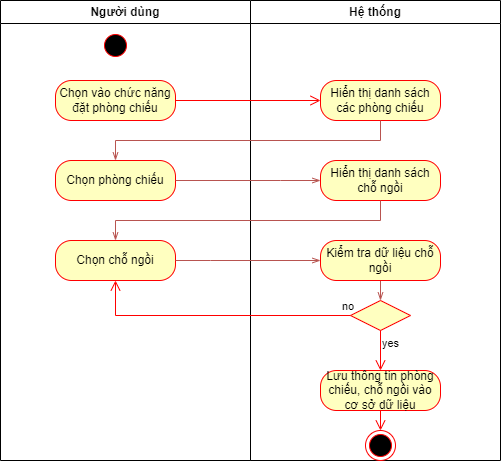 Người dùng
Hệ thống
Chọn vào chức năng
đặt phòng chiếu
Hiển thị danh sách
các phòng chiếu
Chọn phòng chiếu
Hiển thị danh sách
chỗ ngồi
Chọn chỗ ngồi
Kiểm tra dữ liệu chỗ
ngồi
no
yes
Lưu thông tin phòng
chiếu, chỗ ngồi vào
cơ sở dữ liệu